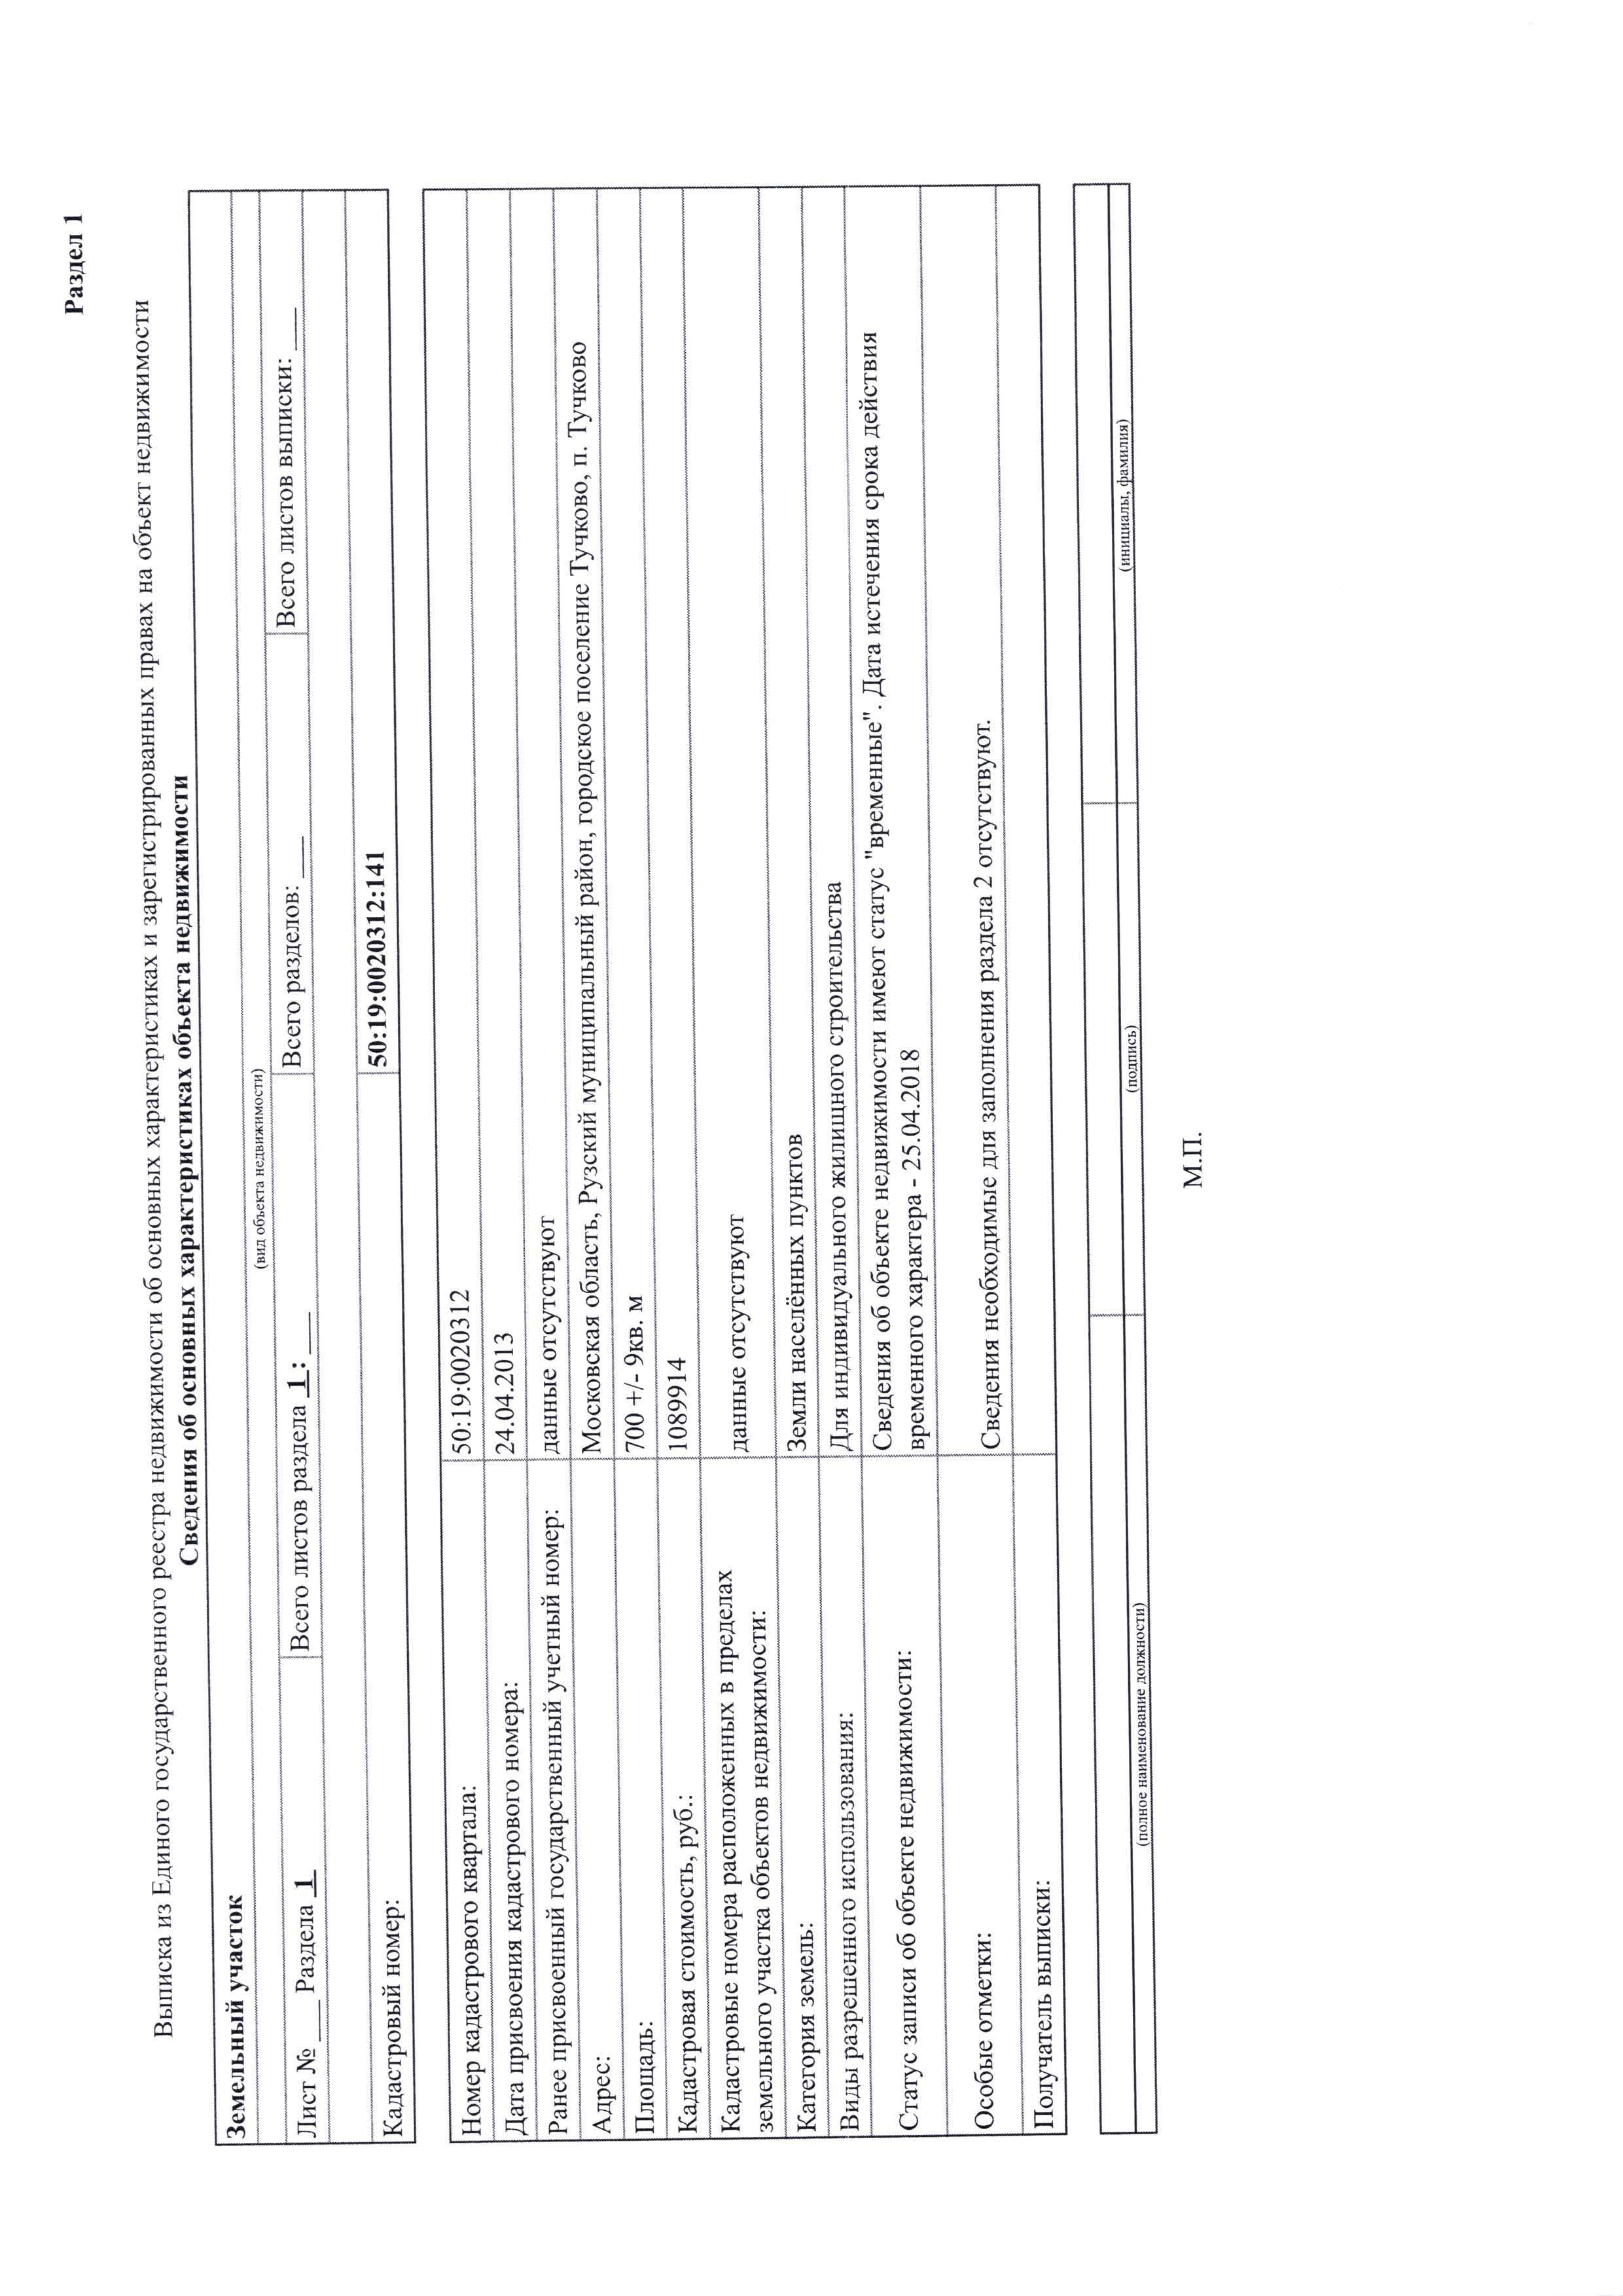 Раздел 1
Выписка из Единого государственного реестра недвижимости об основных характеристиках и зарегистрированных правах на объект недвижимости
Сведения об основных характеристиках объекта недвижимости
Земельный участок
(вид объекта недвижимости)
Лист № ___ Раздела 1 Всего листов раздела 1: ___ Всего разделов: ___ Всего листов выписки: ___
Кадастровый номер: 50:19:0020312:141
Номер кадастрового квартала: 50:19:0020312
Дата присвоения кадастрового номера: 24.04.2013
Ранее присвоенный государственный учетный номер: данные отсутствуют
Адрес: Московская область, Рузский муниципальный район, городское поселение Тучково, п. Тучково
Площадь: 700 +/- 9кв. м
Кадастровая стоимость, руб.: 1089914
Кадастровые номера расположенных в пределах
земельного участка объектов недвижимости: данные отсутствуют
Категория земель: Земли населённых пунктов
Виды разрешенного использования: Для индивидуального жилищного строительства
Статус записи об объекте недвижимости: Сведения об объекте недвижимости имеют статус "временные". Дата истечения срока действия
временного характера - 25.04.2018
Особые отметки: Сведения необходимые для заполнения раздела 2 отсутствуют.
Получатель выписки:
(полное наименование должности) (подпись) (инициалы, фамилия)
М.П.